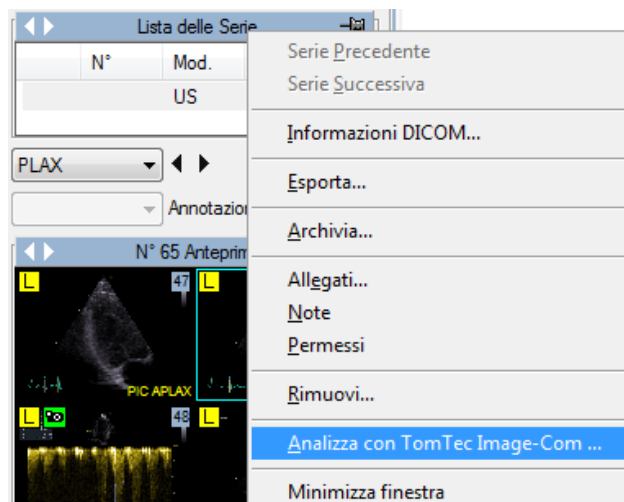 Lista delle Serie
N° Mod.
US
PLAX
Annotazio
N° 65 Anteprim
L 47 L
PIC APLAX
L 48 L
Serie Precedente
Serie Successiva
Informazioni DICOM...
Esporta...
Archivia...
Allegati...
Note
Permessi
Rimuovi...
Analizza con TomTec Image-Com ...
Minimizza finestra